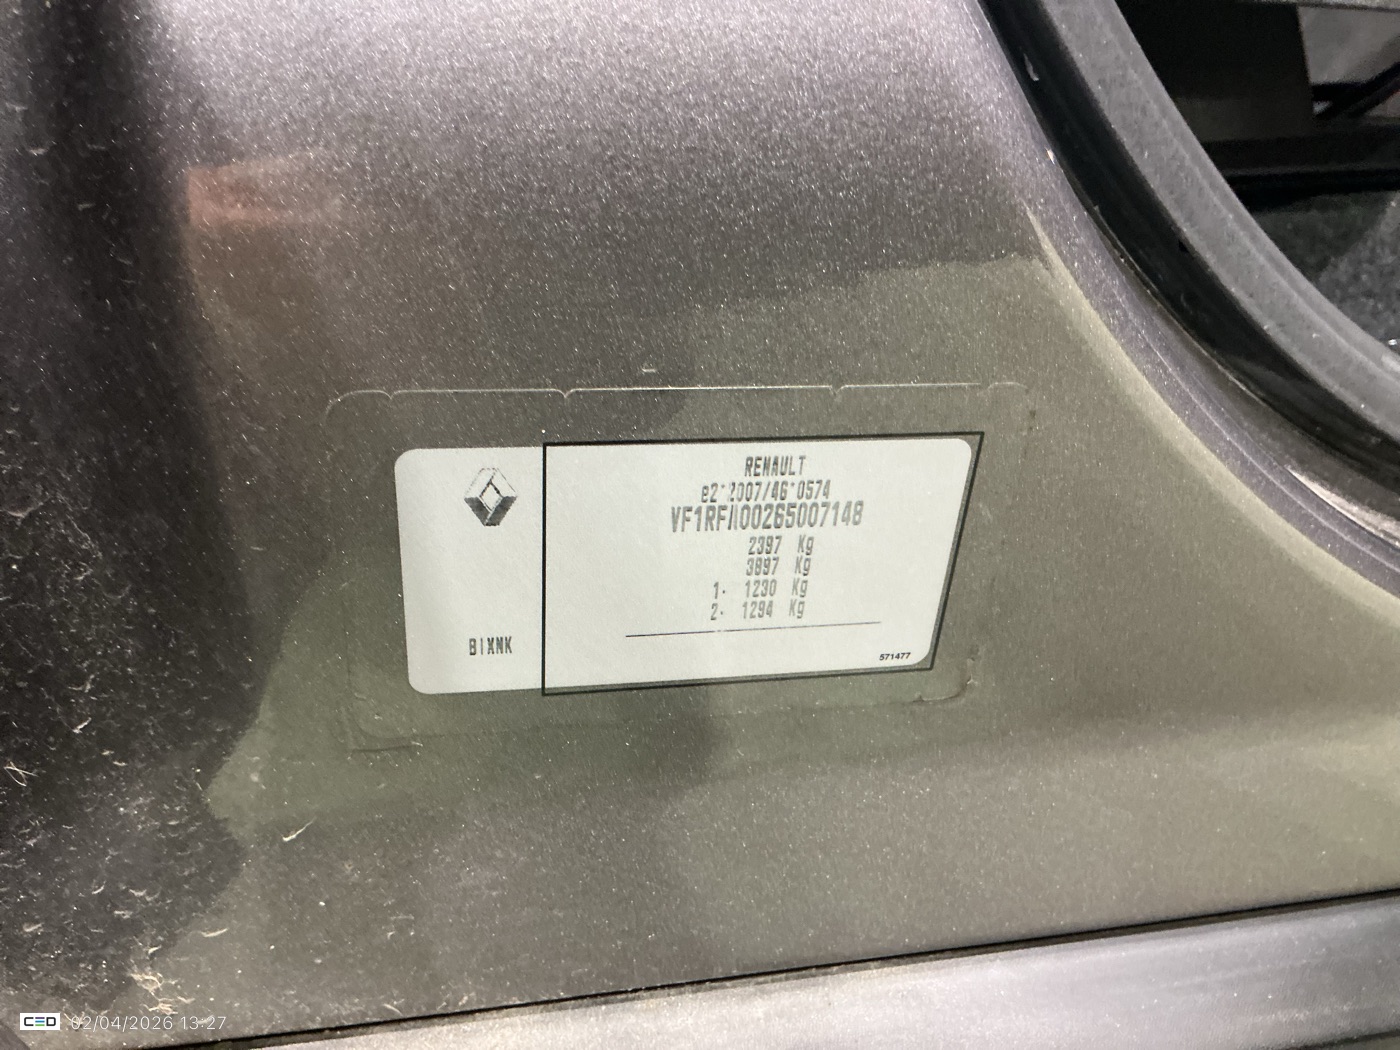 RENAULT
e2*2007/46*0574
VF1RFA00265007148
2397 Kg
3897 Kg
1- 1230 Kg
2- 1294 Kg
BIXNK
571477
CED 02/04/2026 13:27